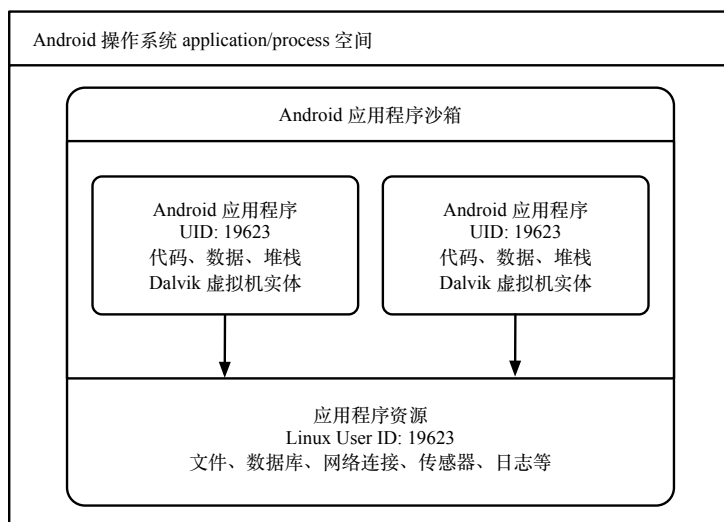 Android 操作系统 application/process 空间
Android 应用程序沙箱
Android 应用程序
UID: 19623
代码、数据、堆栈
Dalvik 虚拟机实体
Android 应用程序
UID: 19623
代码、数据、堆栈
Dalvik 虚拟机实体
应用程序资源
Linux User ID: 19623
文件、数据库、网络连接、传感器、日志等